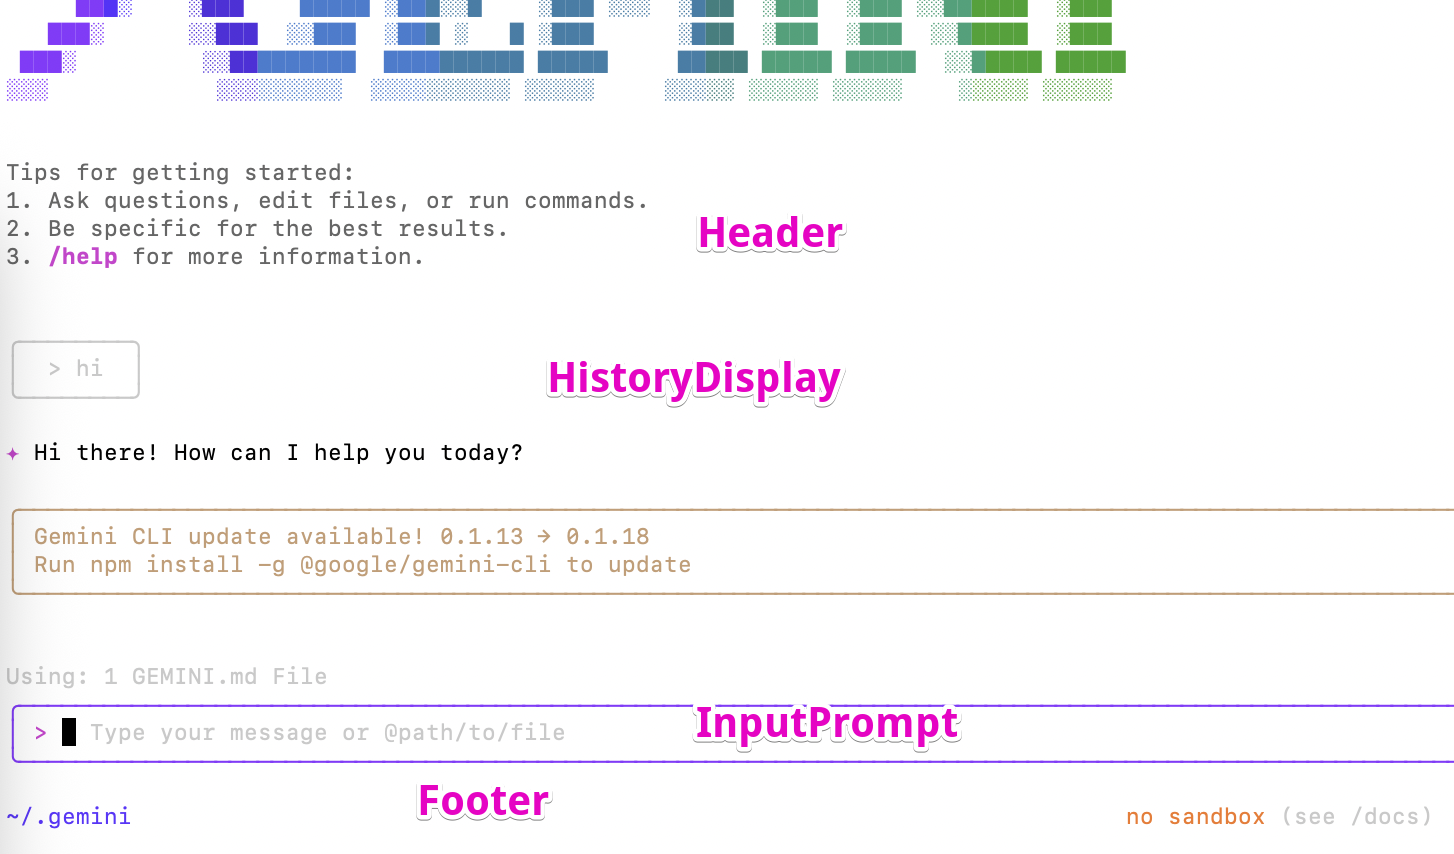 Tips for getting started:
1. Ask questions, edit files, or run commands.
2. Be specific for the best results.
3. /help for more information.
Header
> hi
HistoryDisplay
✦ Hi there! How can I help you today?
Gemini CLI update available! 0.1.13 → 0.1.18
Run npm install -g @google/gemini-cli to update
Using: 1 GEMINI.md File
> Type your message or @path/to/file
InputPrompt
Footer
~/.gemini
no sandbox (see /docs)